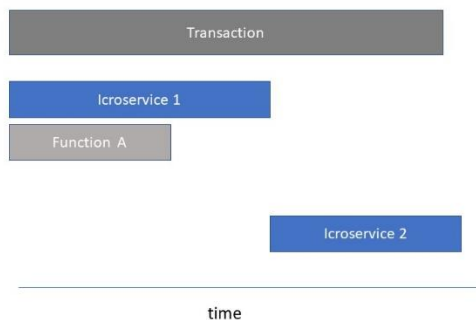 Transaction
Icroservice 1
Function A
Icroservice 2
time